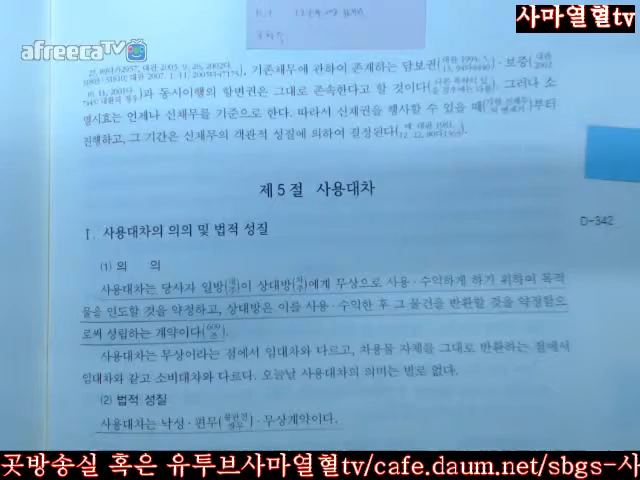 사마열혈tv
afreecaTV
기존채무에 관하여 존재하는 담보권 · 보증
과 동시이행의 항변권은 그대로 존속한다고 할 것이다 그러나 소
멸시효는 언제나 신채무를 기준으로 한다. 따라서 신채권을 행사할 수 있을 때 부터
진행하고, 그 기간은 신채무의 객관적 성질에 의하여 결정된다
제 5 절 사용대차
D-342
Ⅰ. 사용대차의 의의 및 법적 성질
(1) 의 의
사용대차는 당사자 일방 이 상대방 에게 무상으로 사용 · 수익하게 하기 위하여 목적
물을 인도할 것을 약정하고, 상대방은 이를 사용 · 수익한 후 그 물건을 반환할 것을 약정함으
로써 성립하는 계약이다(609조).
사용대차는 무상이라는 점에서 임대차와 다르고, 차용물 자체를 그대로 반환하는 점에서
임대차와 같고 소비대차와 다르다. 오늘날 사용대차의 의미는 별로 없다.
(2) 법적 성질
사용대차는 낙성 · 편무(불완전쌍무) · 무상계약이다.
곳방송실 혹은 유투브사마열혈tv/cafe.daum.net/sbgs-사